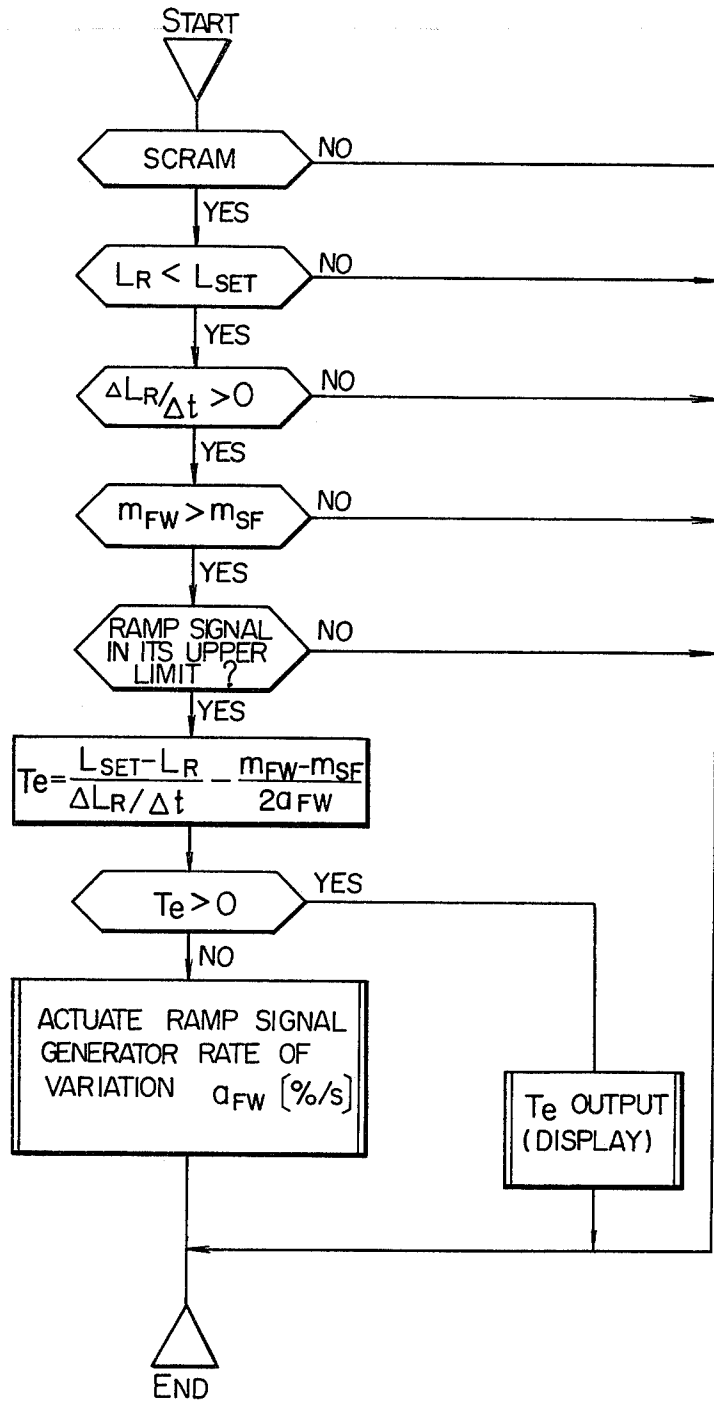 START
SCRAM
NO
YES
LR < LSET
NO
YES
ΔLR/Δt >0
NO
YES
mFW > mSF
NO
YES
RAMP SIGNAL
IN ITS UPPER
LIMIT ?
NO
YES
Te = (LSET-LR)/(ΔLR/Δt) - (mFW-mSF)/(2aFW)
Te > 0
YES
NO
ACTUATE RAMP SIGNAL
GENERATOR RATE OF
VARIATION aFW [%/s]
Te OUTPUT
(DISPLAY)
END